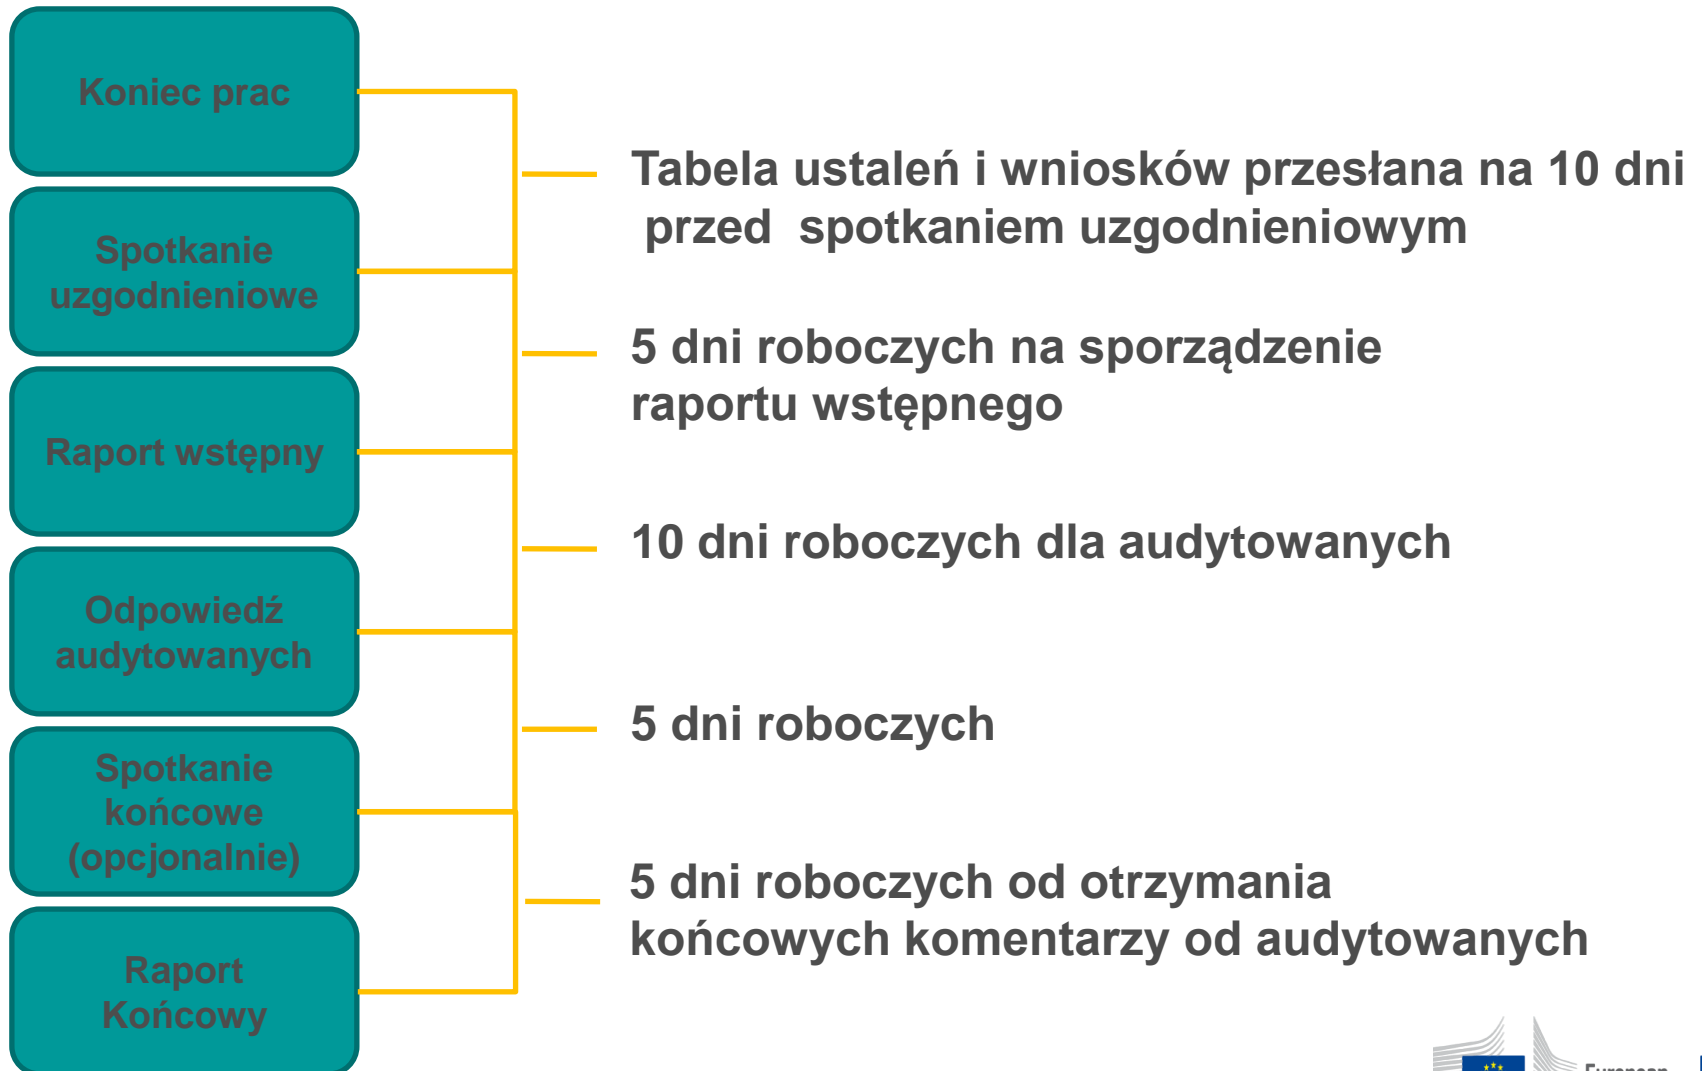 Koniec prac
Tabela ustaleń i wniosków przesłana na 10 dni
przed spotkaniem uzgodnieniowym
Spotkanie
uzgodnieniowe
5 dni roboczych na sporządzenie
raportu wstępnego
Raport wstępny
10 dni roboczych dla audytowanych
Odpowiedź
audytowanych
5 dni roboczych
Spotkanie
końcowe
(opcjonalnie)
5 dni roboczych od otrzymania
końcowych komentarzy od audytowanych
Raport
Końcowy
European